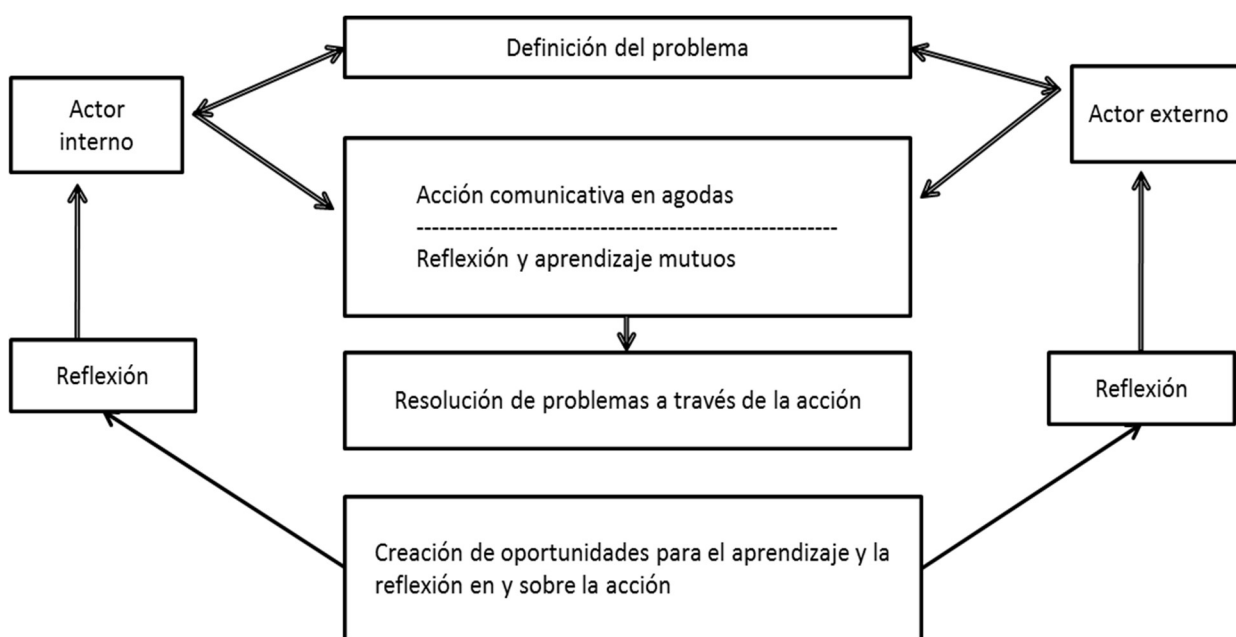 Definición del problema
Actor
interno
Actor externo
Acción comunicativa en agodas
Reflexión y aprendizaje mutuos
Reflexión
Resolución de problemas a través de la acción
Reflexión
Creación de oportunidades para el aprendizaje y la
reflexión en y sobre la acción